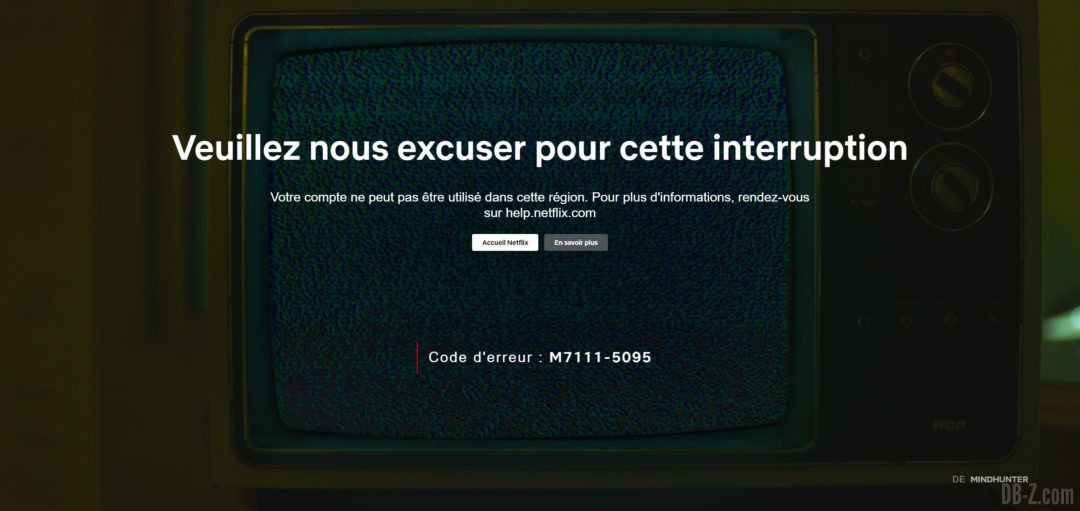 Veuillez nous excuser pour cette interruption
Votre compte ne peut pas être utilisé dans cette région. Pour plus d'informations, rendez-vous
sur help.netflix.com
Accueil Netflix
En savoir plus
Code d'erreur : M7111-5095
RCA
DE MINDHUNTER
DB-Z.com